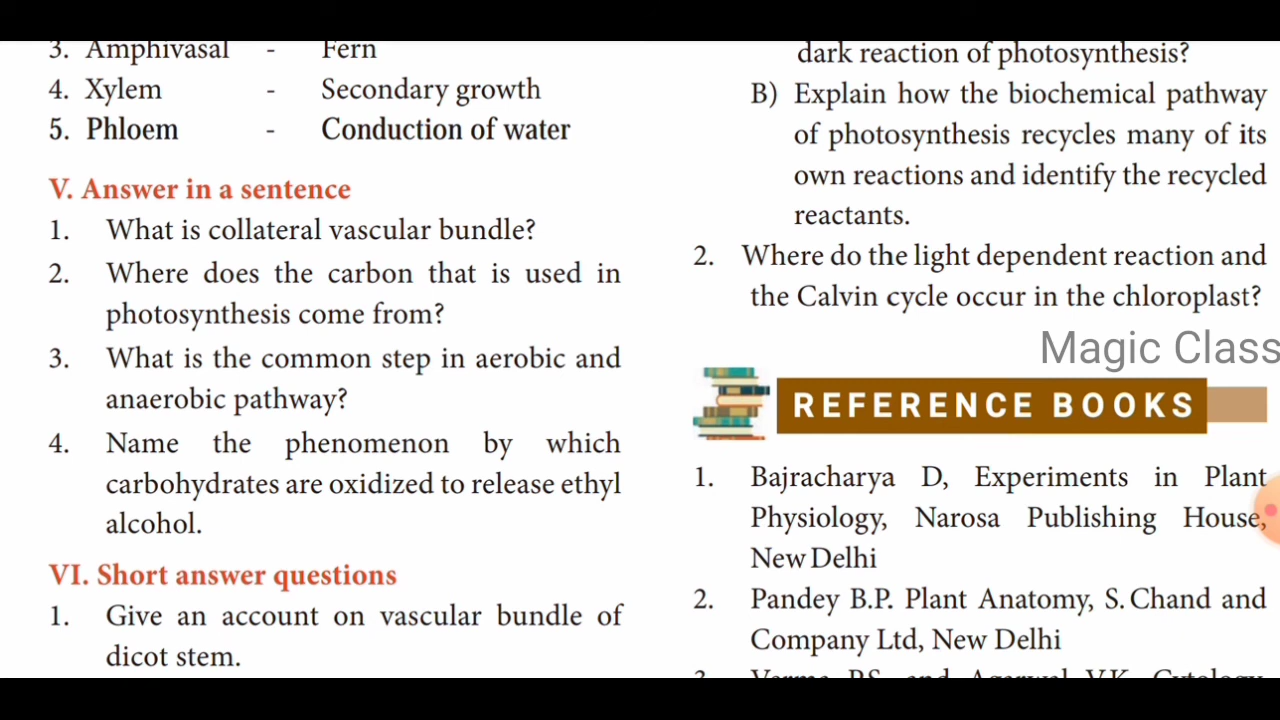 3. Amphivasal - Fern
4. Xylem - Secondary growth
5. Phloem - Conduction of water
V. Answer in a sentence
1. What is collateral vascular bundle?
2. Where does the carbon that is used in
photosynthesis come from?
3. What is the common step in aerobic and
anaerobic pathway?
4. Name the phenomenon by which
carbohydrates are oxidized to release ethyl
alcohol.
VI. Short answer questions
1. Give an account on vascular bundle of
dicot stem.
dark reaction of photosynthesis?
B) Explain how the biochemical pathway
of photosynthesis recycles many of its
own reactions and identify the recycled
reactants.
2. Where do the light dependent reaction and
the Calvin cycle occur in the chloroplast?
Magic Class
REFERENCE BOOKS
1. Bajracharya D, Experiments in Plant
Physiology, Narosa Publishing House,
New Delhi
2. Pandey B.P. Plant Anatomy, S. Chand and
Company Ltd, New Delhi
3. Verma P.S. and Agarwal V.K. Cytology,